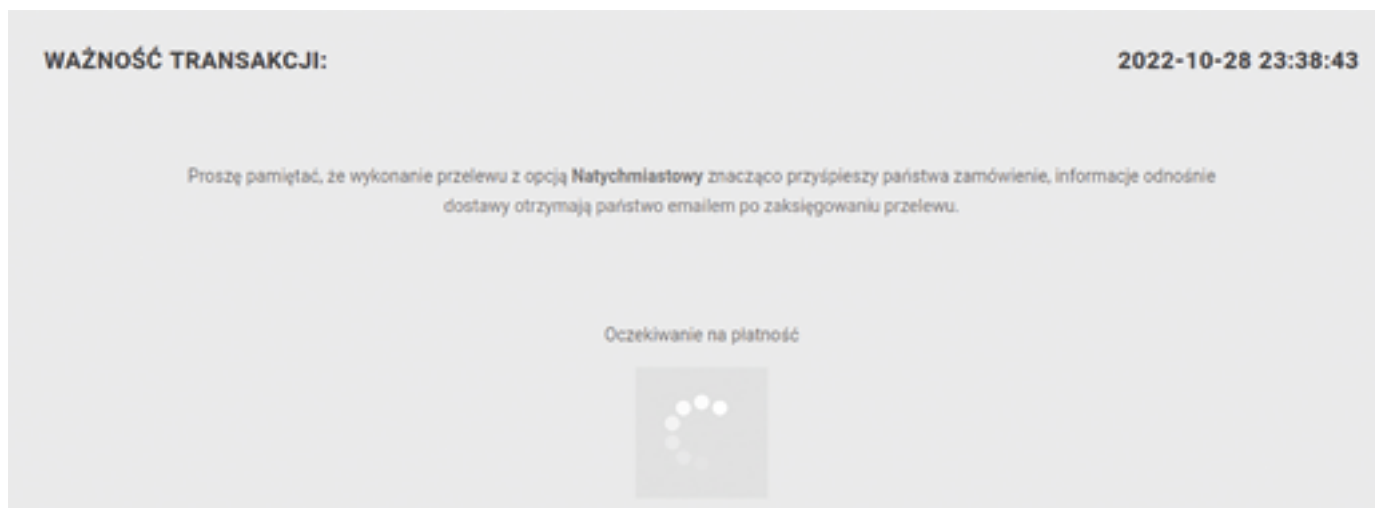 WAŻNOŚĆ TRANSAKCJI: 2022-10-28 23:38:43
Proszę pamiętać, że wykonanie przelewu z opcją Natychmiastowy znacząco przyśpieszy państwa zamówienie, informacje odnośnie
dostawy otrzymają państwo emailem po zaksięgowaniu przelewu.
Oczekiwanie na płatność